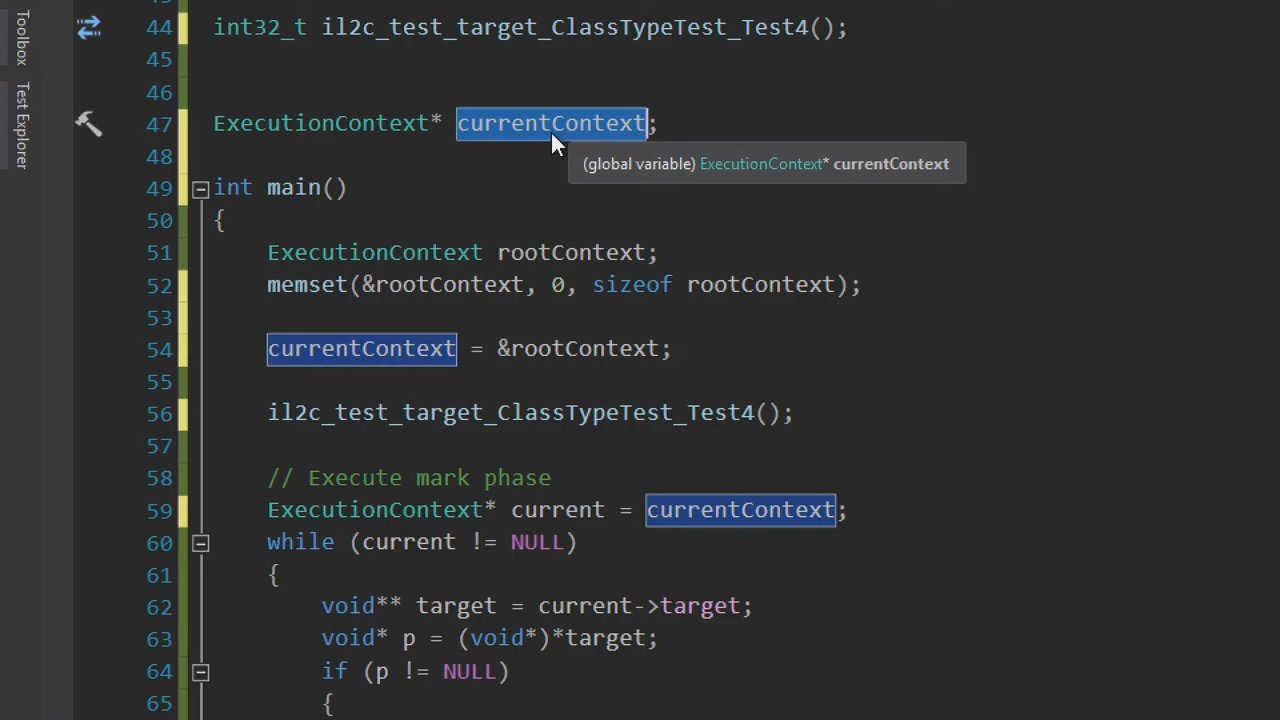 Toolbox
Test Explorer
44 int32_t il2c_test_target_ClassTypeTest_Test4();
45
46
47 ExecutionContext* currentContext;
(global variable) ExecutionContext* currentContext
48
49 int main()
50 {
51 ExecutionContext rootContext;
52 memset(&rootContext, 0, sizeof rootContext);
53
54 currentContext = &rootContext;
55
56 il2c_test_target_ClassTypeTest_Test4();
57
58 // Execute mark phase
59 ExecutionContext* current = currentContext;
60 while (current != NULL)
61 {
62 void** target = current->target;
63 void* p = (void*)*target;
64 if (p != NULL)
65 {